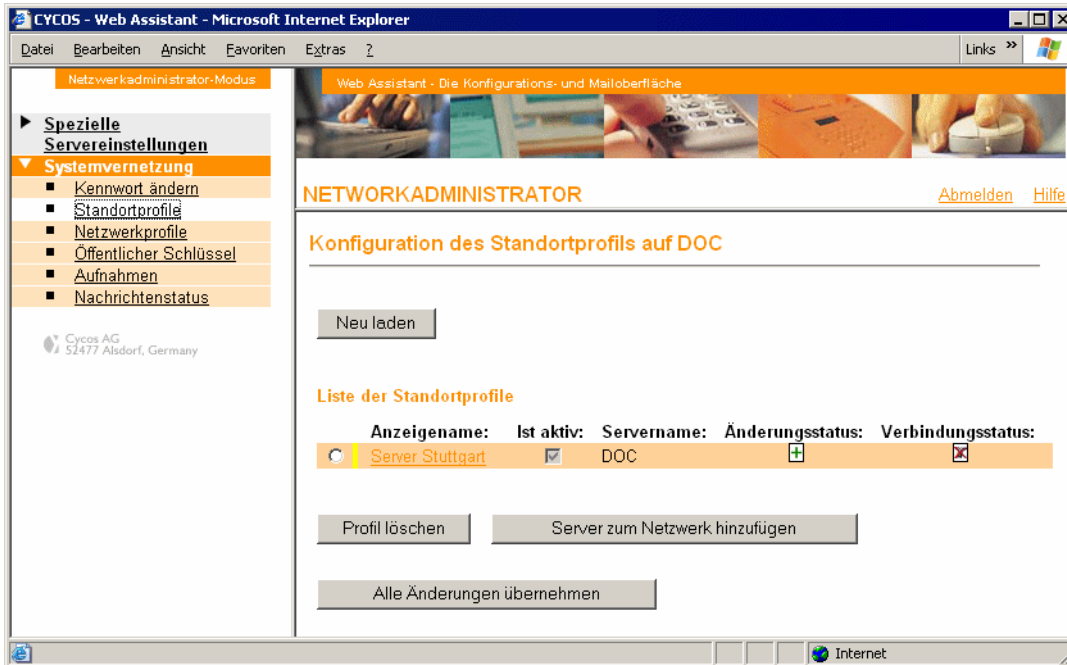 CYCOS - Web Assistant - Microsoft Internet Explorer
Datei Bearbeiten Ansicht Favoriten Extras ? Links »
Netzwerkadministrator-Modus
Web Assistant - Die Konfigurations- und Mailoberfläche
Spezielle
Servereinstellungen
Systemvernetzung
Kennwort ändern
Standortprofile
Netzwerkprofile
Öffentlicher Schlüssel
Aufnahmen
Nachrichtenstatus
Cycos AG
52477 Alsdorf, Germany
NETWORKADMINISTRATOR
Abmelden Hilfe
Konfiguration des Standortprofils auf DOC
Neu laden
Liste der Standortprofile
Anzeigename: Ist aktiv: Servername: Änderungsstatus: Verbindungsstatus:
Server Stuttgart DOC
Profil löschen Server zum Netzwerk hinzufügen
Alle Änderungen übernehmen
Internet